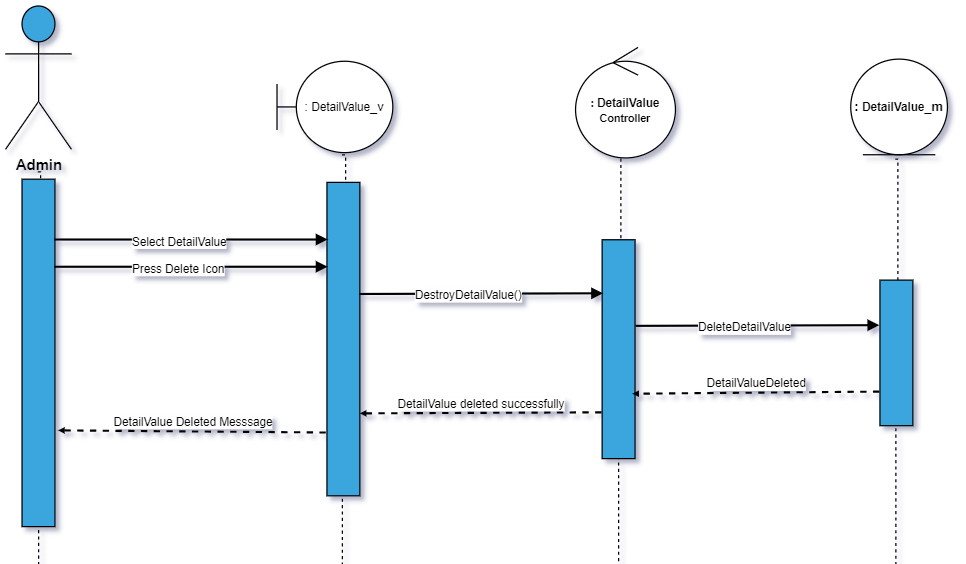 : DetailValue_v
: DetailValue
Controller
: DetailValue_m
Admin
Select DetailValue
Press Delete Icon
DestroyDetailValue()
DeleteDetailValue
DetailValueDeleted
DetailValue deleted successfully
DetailValue Deleted Messsage